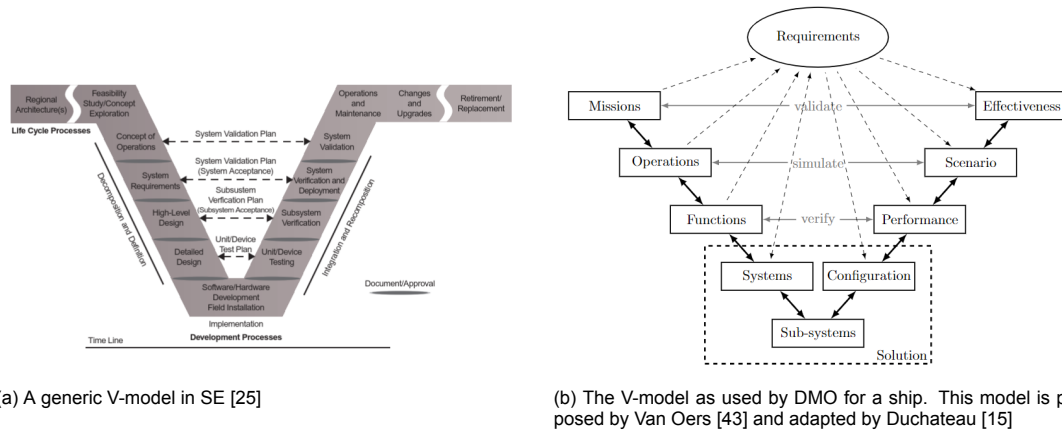 Regional
Architecture(s)
Feasibility
Study/Concept
Exploration
Operations
and
Maintenance
Changes
and
Upgrades
Retirement/
Replacement
Life Cycle Processes
Concept of
Operations
System Validation Plan
System
Validation
System
Requirements
System Validation Plan
(System Acceptance)
System
Verification and
Deployment
High-Level
Design
Subsustem
Verfication Plan
(Subsystem Acceptance)
Subsystem
Verification
Detailed
Design
Unit/Device
Test Plan
Unit/Device
Testing
Decomposition and Definition
Integration and Recomposition
Software/Hardware
Development
Field Installation
Document/Approval
Implementation
Time Line
Development Processes
(a) A generic V-model in SE [25]
Requirements
Missions
validate
Effectiveness
Operations
simulate
Scenario
Functions
verify
Performance
Systems
Configuration
Sub-systems
Solution
(b) The V-model as used by DMO for a ship. This model is p
posed by Van Oers [43] and adapted by Duchateau [15]